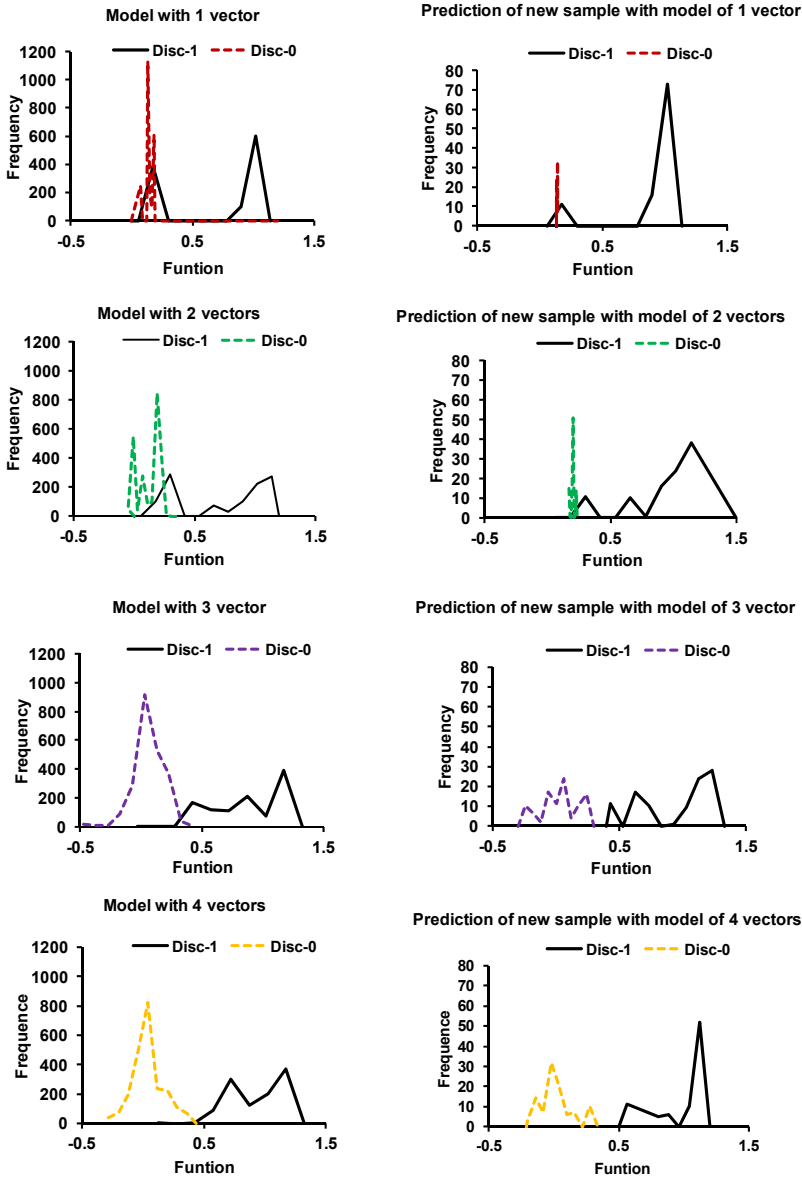 Model with 1 vector
Disc-1 Disc-0
1200
1000
800
600
400
200
0
Frequency
-0.5 0.5 1.5
Funtion
Prediction of new sample with model of 1 vector
Disc-1 Disc-0
80
70
60
50
40
30
20
10
0
Frequency
-0.5 0.5 1.5
Funtion
Model with 2 vectors
Disc-1 Disc-0
1200
1000
800
600
400
200
0
Frequency
-0.5 0.5 1.5
Funtion
Prediction of new sample with model of 2 vectors
Disc-1 Disc-0
80
70
60
50
40
30
20
10
0
Frequency
-0.5 0.5 1.5
Funtion
Model with 3 vector
Disc-1 Disc-0
1200
1000
800
600
400
200
0
Frequency
-0.5 0.5 1.5
Funtion
Prediction of new sample with model of 3 vector
Disc-1 Disc-0
80
70
60
50
40
30
20
10
0
Frequency
-0.5 0.5 1.5
Funtion
Model with 4 vectors
Disc-1 Disc-0
1200
1000
800
600
400
200
0
Frequence
-0.5 0.5 1.5
Funtion
Prediction of new sample with model of 4 vectors
Disc-1 Disc-0
80
70
60
50
40
30
20
10
0
Frequence
-0.5 0.5 1.5
Funtion